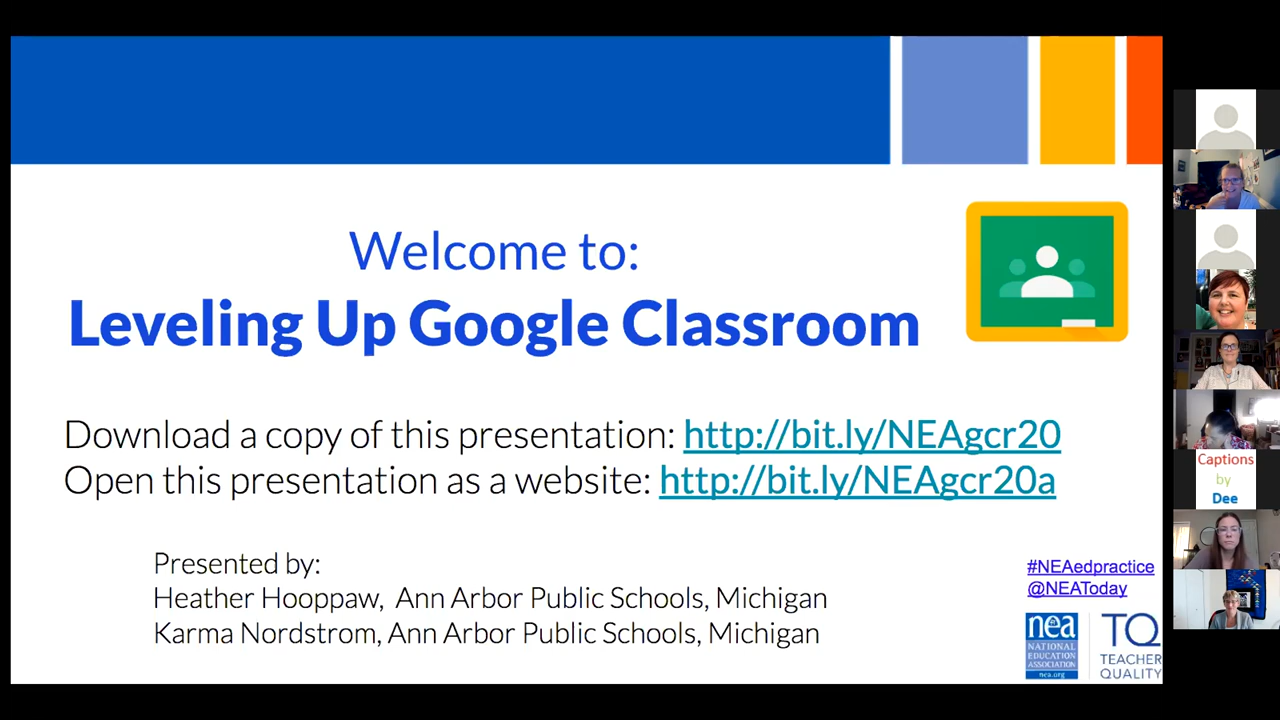 Welcome to:
Leveling Up Google Classroom
Download a copy of this presentation: http://bit.ly/NEAgcr20
Open this presentation as a website: http://bit.ly/NEAgcr20a
Presented by:
Heather Hooppaw,  Ann Arbor Public Schools, Michigan
Karma Nordstrom, Ann Arbor Public Schools, Michigan
#NEAedpractice
@NEAToday
nea
NATIONAL
EDUCATION
ASSOCIATION
nea.org
TQ
TEACHER
QUALITY
Captions
by
Dee